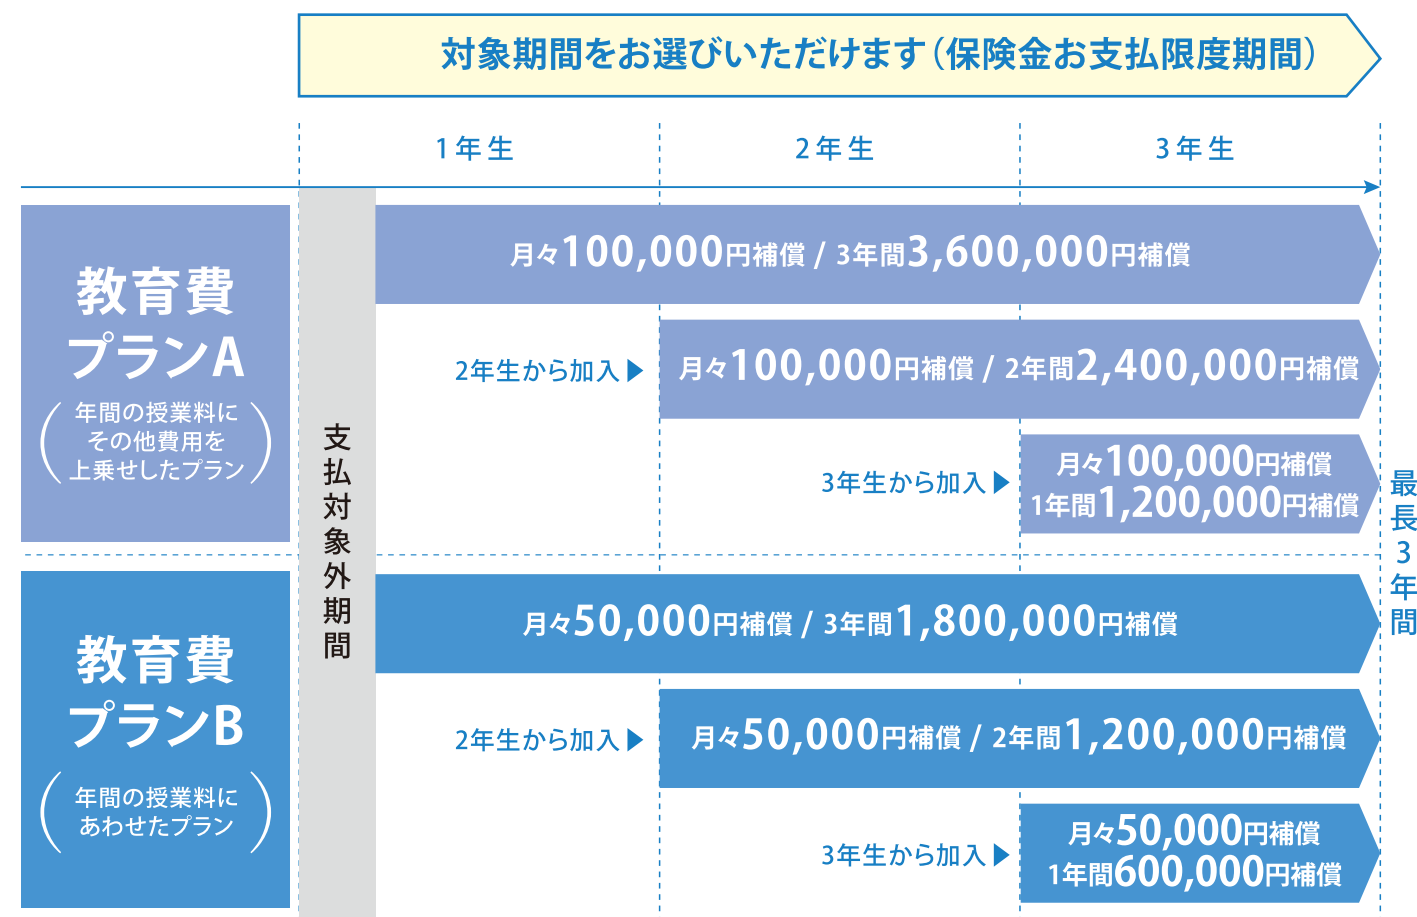 対象期間をお選びいただけます（保険金お支払限度期間）
1年生
2年生
3年生
教育費
プランA
年間の授業料に
その他費用を
上乗せしたプラン
支払対象外期間
月々100,000円補償 / 3年間3,600,000円補償
2年生から加入▶
月々100,000円補償 / 2年間2,400,000円補償
3年生から加入▶
月々100,000円補償
1年間1,200,000円補償
最長3年間
教育費
プランB
年間の授業料に
あわせたプラン
月々50,000円補償 / 3年間1,800,000円補償
2年生から加入▶
月々50,000円補償 / 2年間1,200,000円補償
3年生から加入▶
月々50,000円補償
1年間600,000円補償